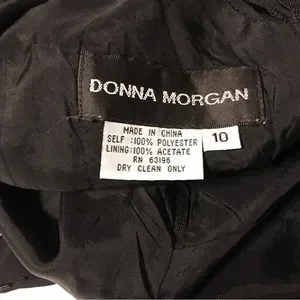 DONNA MORGAN
MADE IN CHINA
SELF :100% POLYESTER
LINING:100% ACETATE
RN 63196
DRY CLEAN ONLY
10